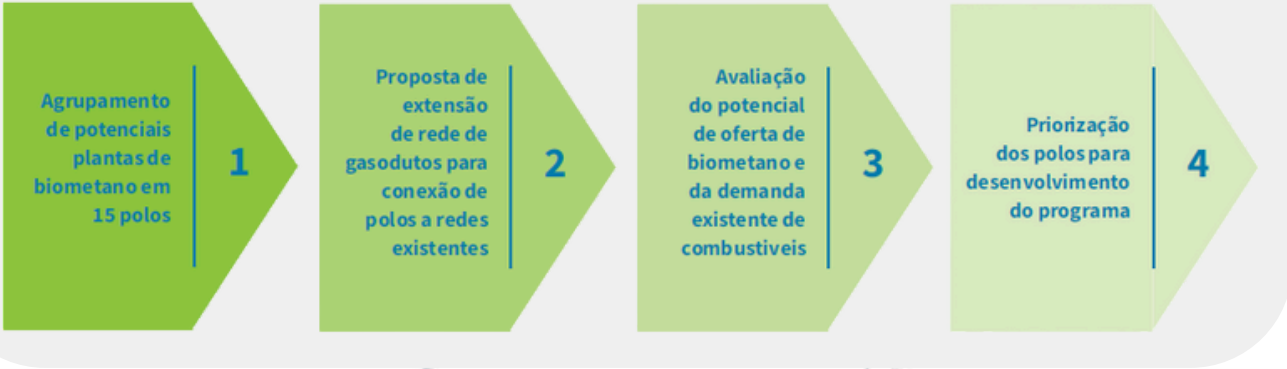 Agrupamento
de potenciais
plantas de
biometano em
15 polos
1
Proposta de
extensão
de rede de
gasodutos para
conexão de
polos a redes
existentes
2
Avaliação
do potencial
de oferta de
biometano e
da demanda
existente de
combustiveis
3
Priorização
dos polos para
desenvolvimento
do programa
4